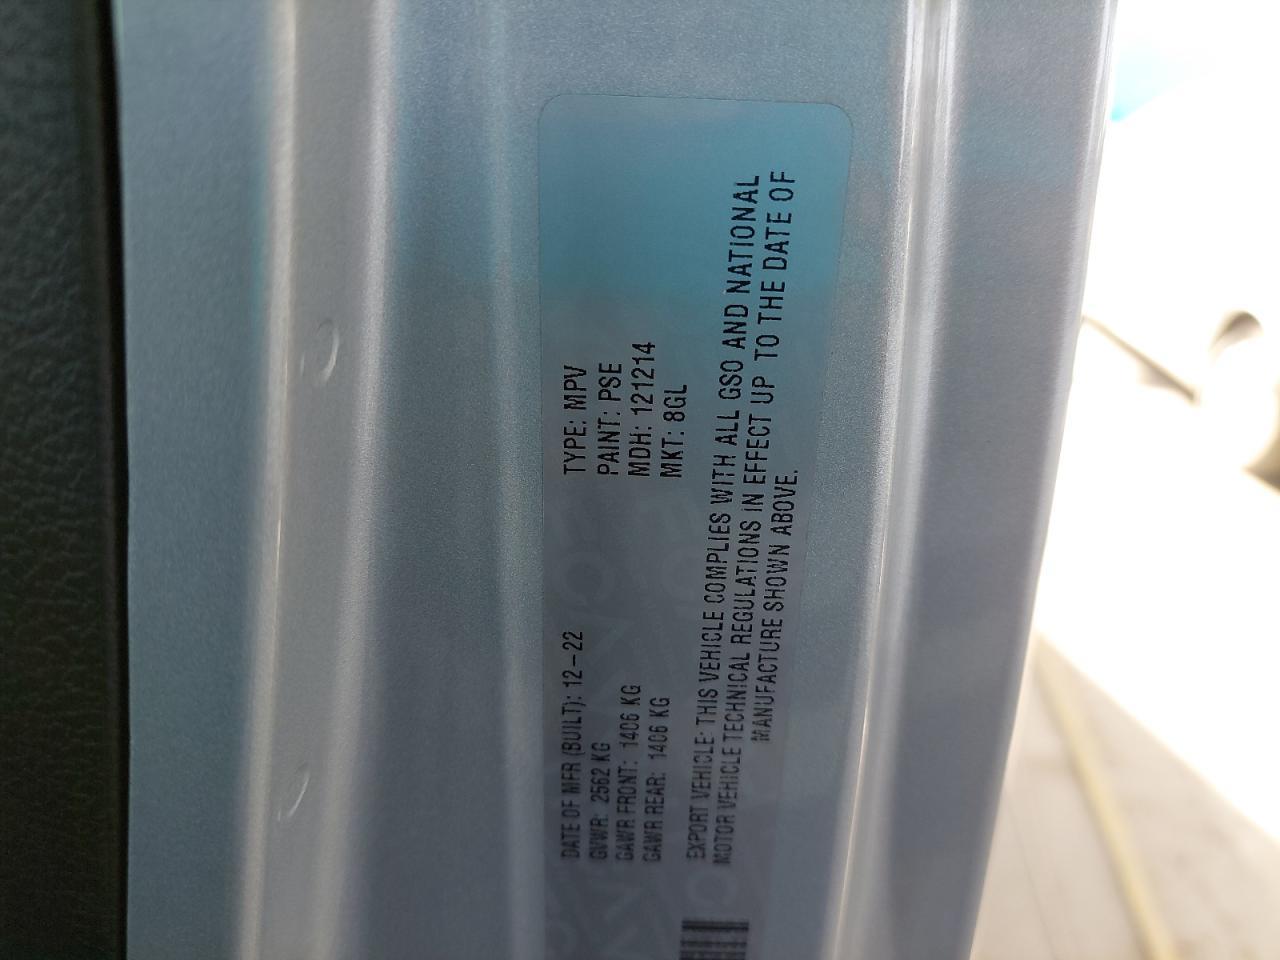 DATE OF MFR (BUILT): 12-22 TYPE: MPV
GVWR: 2562 KG PAINT: PSE
GAWR FRONT: 1406 KG MDH: 121214
GAWR REAR: 1406 KG MKT: 8GL
EXPORT VEHICLE: THIS VEHICLE COMPLIES WITH ALL GSO AND NATIONAL
MOTOR VEHICLE TECHNICAL REGULATIONS IN EFFECT UP TO THE DATE OF
MANUFACTURE SHOWN ABOVE.